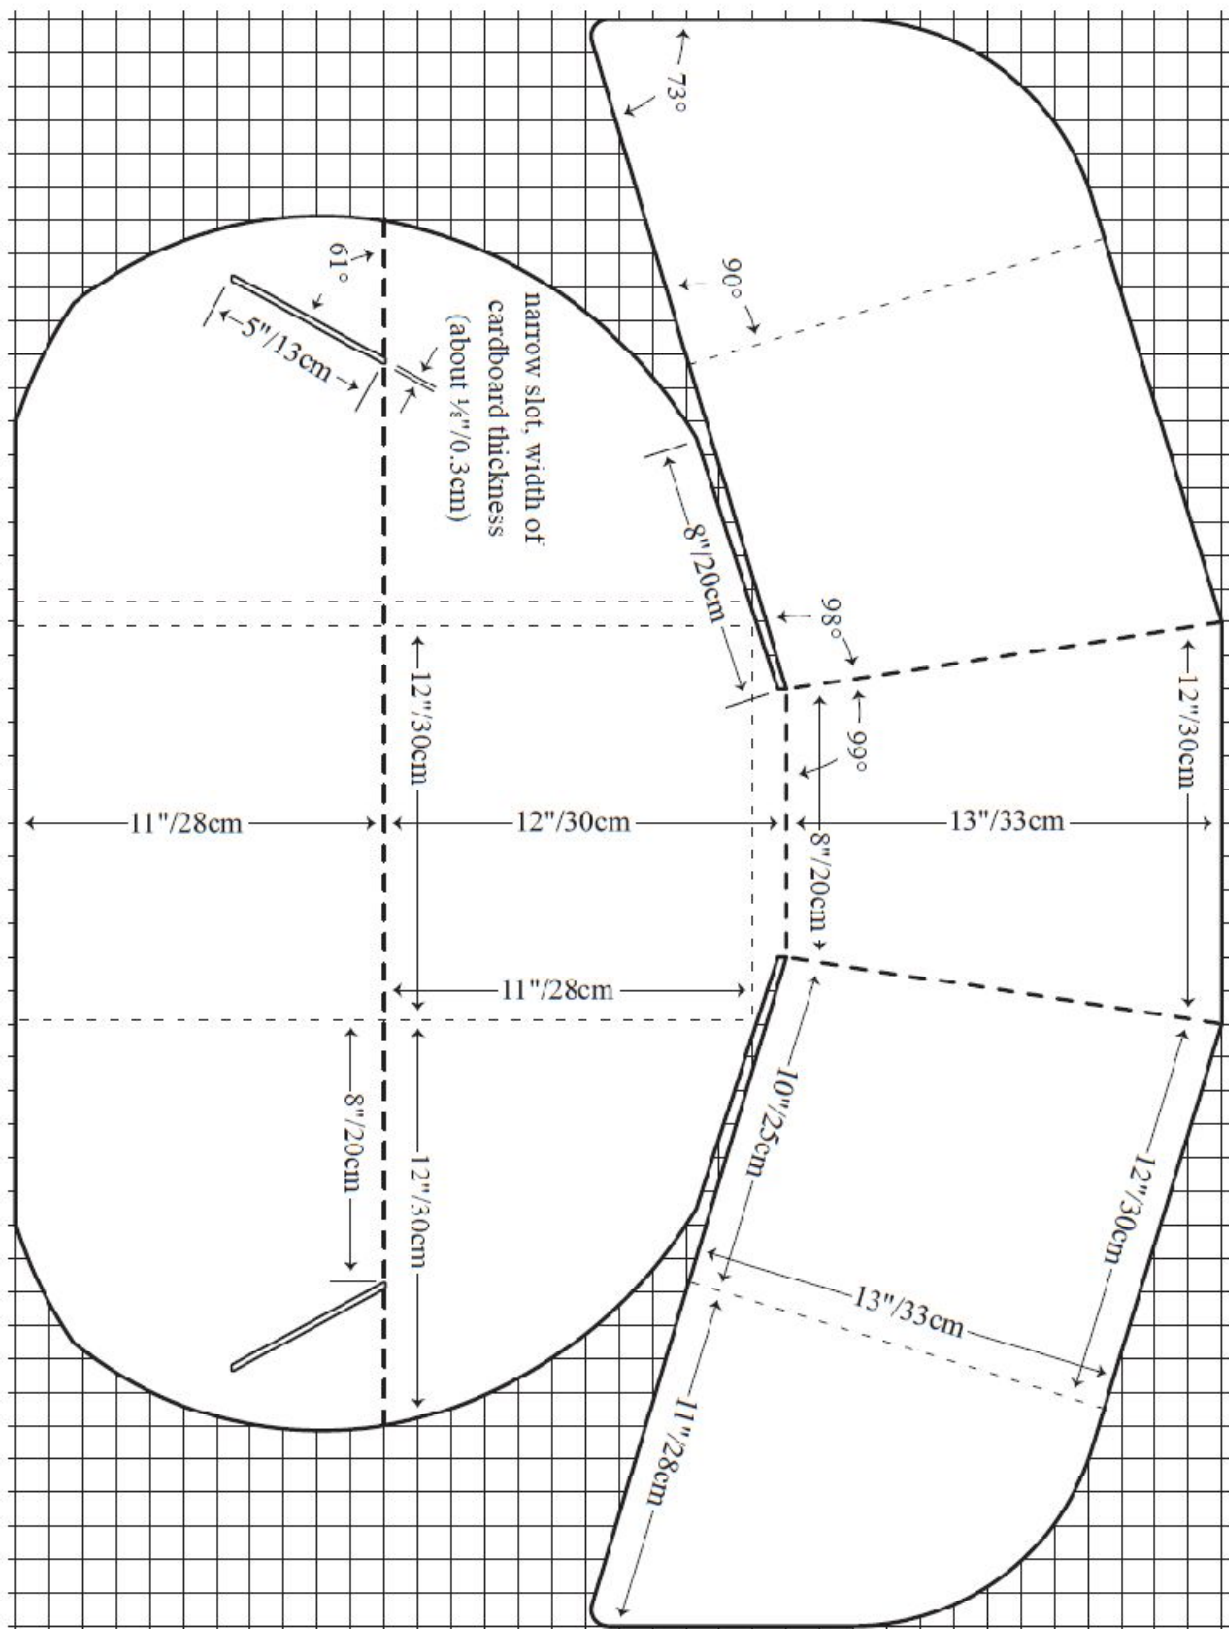 73°
90°
61°
5"/13cm
narrow slot, width of
cardboard thickness
(about ⅛"/0.3cm)
8"/20cm
98°
99°
12"/30cm
12"/30cm
11"/28cm
12"/30cm
13"/33cm
8"/20cm
11"/28cm
8"/20cm
12"/30cm
10"/25cm
12"/30cm
13"/33cm
11"/28cm